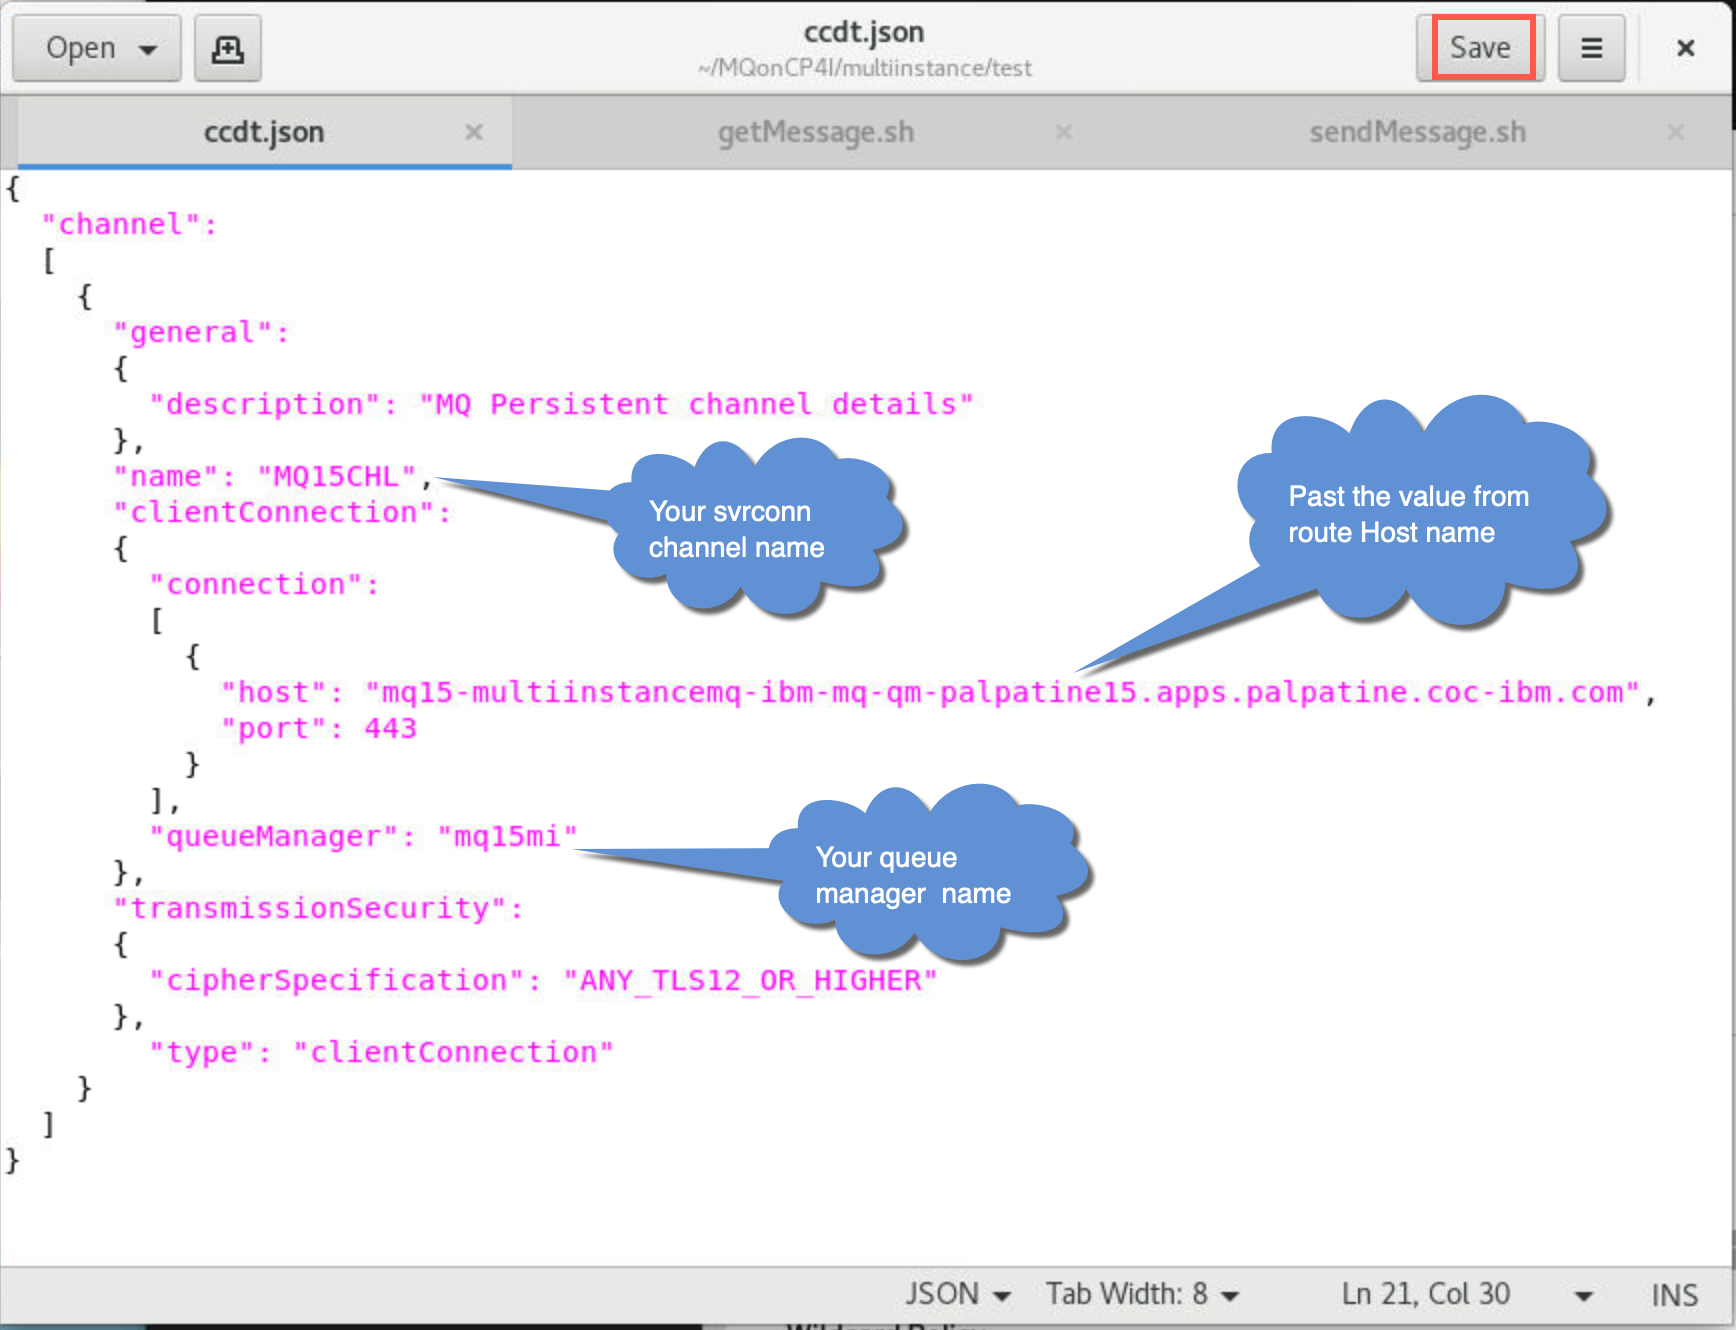 Open
ccdt.json
~/MQonCP4I/multiinstance/test
Save
ccdt.json
getMessage.sh
sendMessage.sh
{
"channel":
[
{
"general":
{
"description": "MQ Persistent channel details"
},
"name": "MQ15CHL",
"clientConnection":
{
"connection":
[
{
"host": "mq15-multiinstancemq-ibm-mq-qm-palpatine15.apps.palpatine.coc-ibm.com",
"port": 443
}
],
"queueManager": "mq15mi"
},
"transmissionSecurity":
{
"cipherSpecification": "ANY_TLS12_OR_HIGHER"
},
"type": "clientConnection"
}
]
}
Your svrconn
channel name
Past the value from
route Host name
Your queue
manager  name
JSON
Tab Width: 8
Ln 21, Col 30
INS